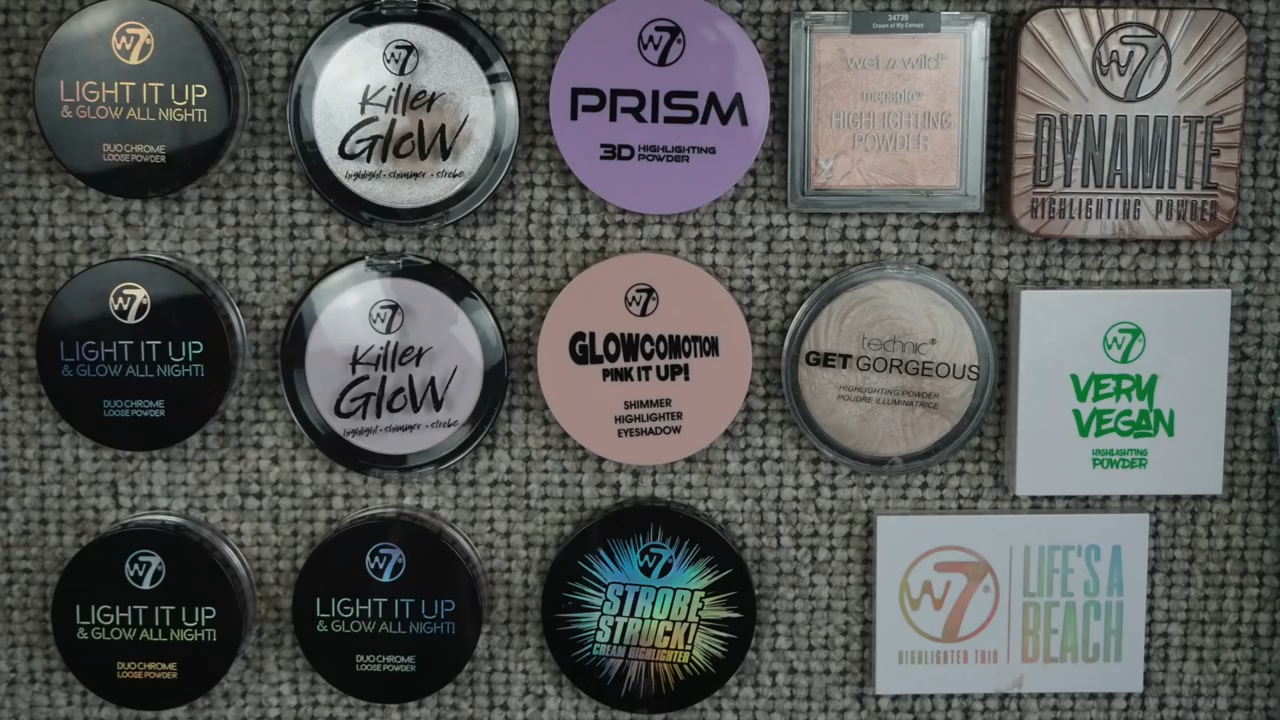 W7
LIGHT IT UP
& GLOW ALL NIGHT!
DUO CHROME
LOOSE POWDER
W7
Killer
GLOW
highlight • shimmer • strobe
W7
PRISM
3D HIGHLIGHTING
POWDER
34739
Crown of My Canopy
wet n wild
megaglo
HIGHLIGHTING
POWDER
W7
DYNAMITE
HIGHLIGHTING POWDER
W7
LIGHT IT UP
& GLOW ALL NIGHT!
DUO CHROME
LOOSE POWDER
W7
Killer
GLOW
highlight • shimmer • strobe
W7
GLOWCOMOTION
PINK IT UP!
SHIMMER
HIGHLIGHTER
EYESHADOW
technic®
GET GORGEOUS
HIGHLIGHTING POWDER
POUDRE ILLUMINATRICE
W7
VERY
VEGAN
HIGHLIGHTING
POWDER
W7
LIGHT IT UP
& GLOW ALL NIGHT!
DUO CHROME
LOOSE POWDER
W7
LIGHT IT UP
& GLOW ALL NIGHT!
DUO CHROME
LOOSE POWDER
W7
STROBE
STRUCK!
CREAM HIGHLIGHTER
W7
HIGHLIGHTER TRIO
LIFE'S A
BEACH